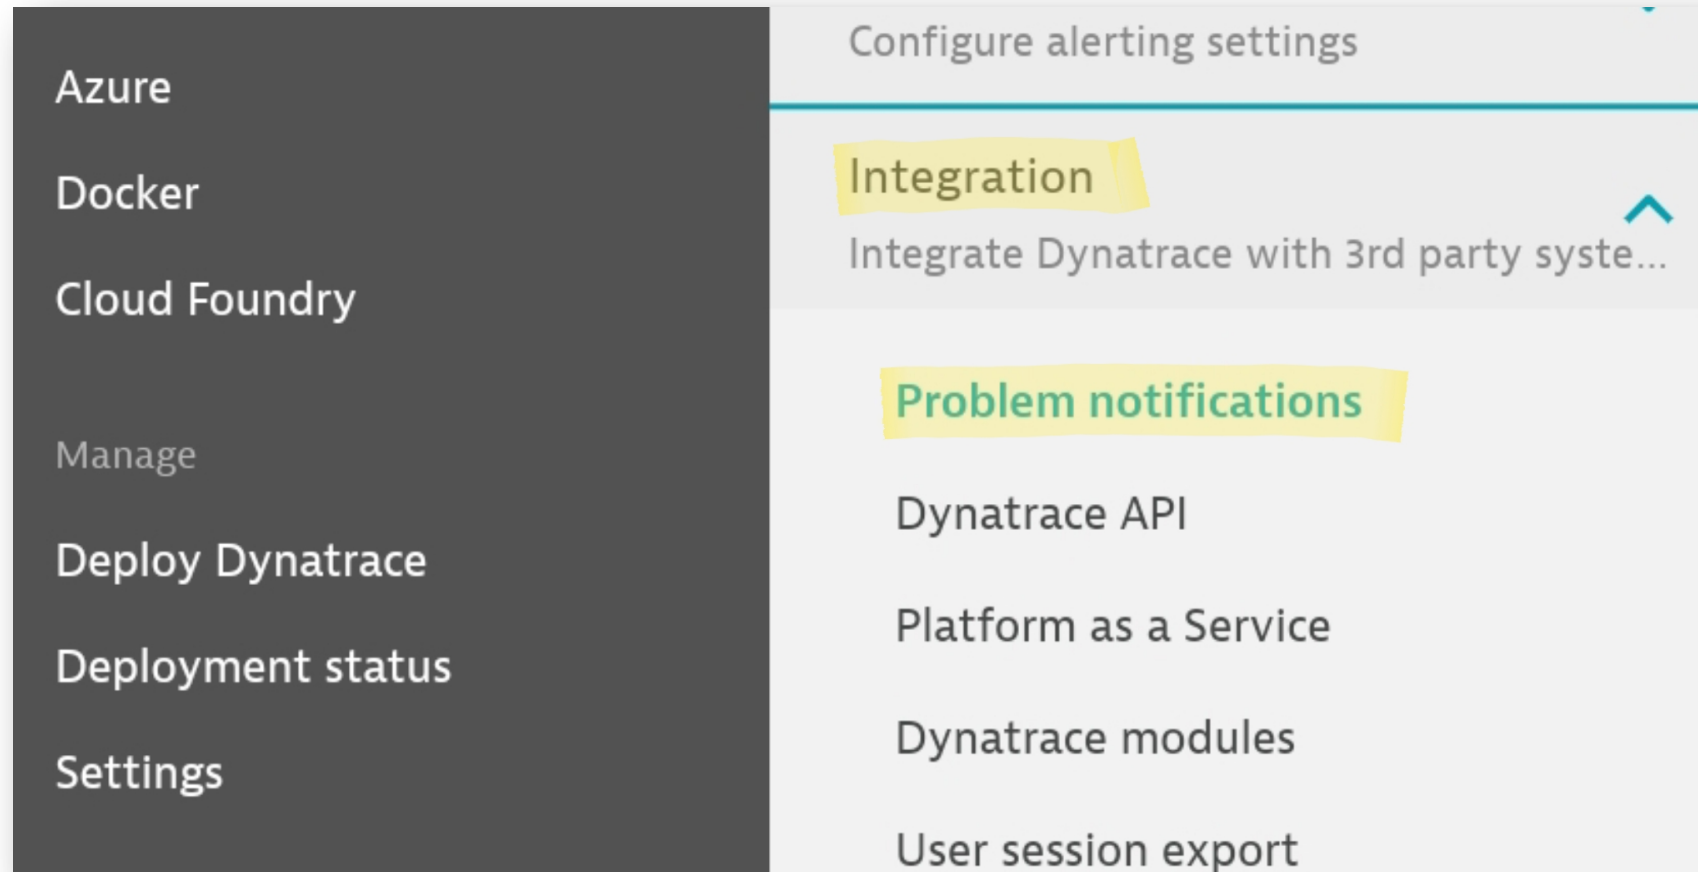 Azure
Docker
Cloud Foundry
Manage
Deploy Dynatrace
Deployment status
Settings
Configure alerting settings
Integration
Integrate Dynatrace with 3rd party syste...
Problem notifications
Dynatrace API
Platform as a Service
Dynatrace modules
User session export